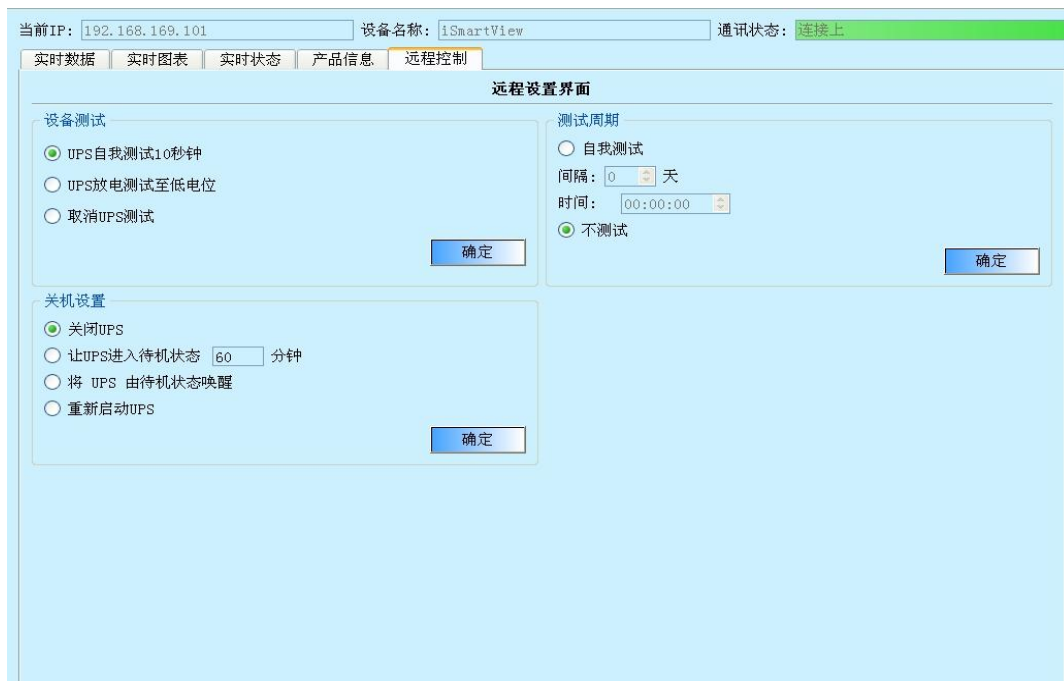 当前IP: 192.168.169.101 设备名称: iSmartView 通讯状态: 连接上
实时数据 实时图表 实时状态 产品信息 远程控制
远程设置界面
设备测试
UPS自我测试10秒钟
UPS放电测试至低电位
取消UPS测试
确定
测试周期
自我测试
间隔: 0 天
时间: 00:00:00
不测试
确定
关机设置
关闭UPS
让UPS进入待机状态 60 分钟
将 UPS 由待机状态唤醒
重新启动UPS
确定